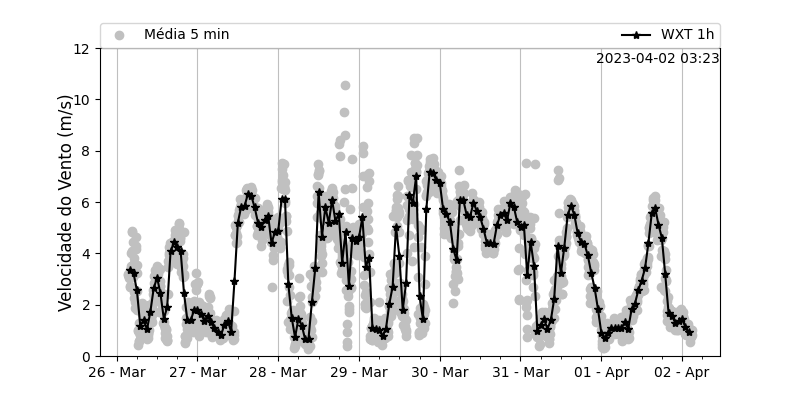 Média 5 min
WXT 1h
2023-04-02 03:23
12
10
8
6
4
2
0
Velocidade do Vento (m/s)
26 - Mar 27 - Mar 28 - Mar 29 - Mar 30 - Mar 31 - Mar 01 - Apr 02 - Apr